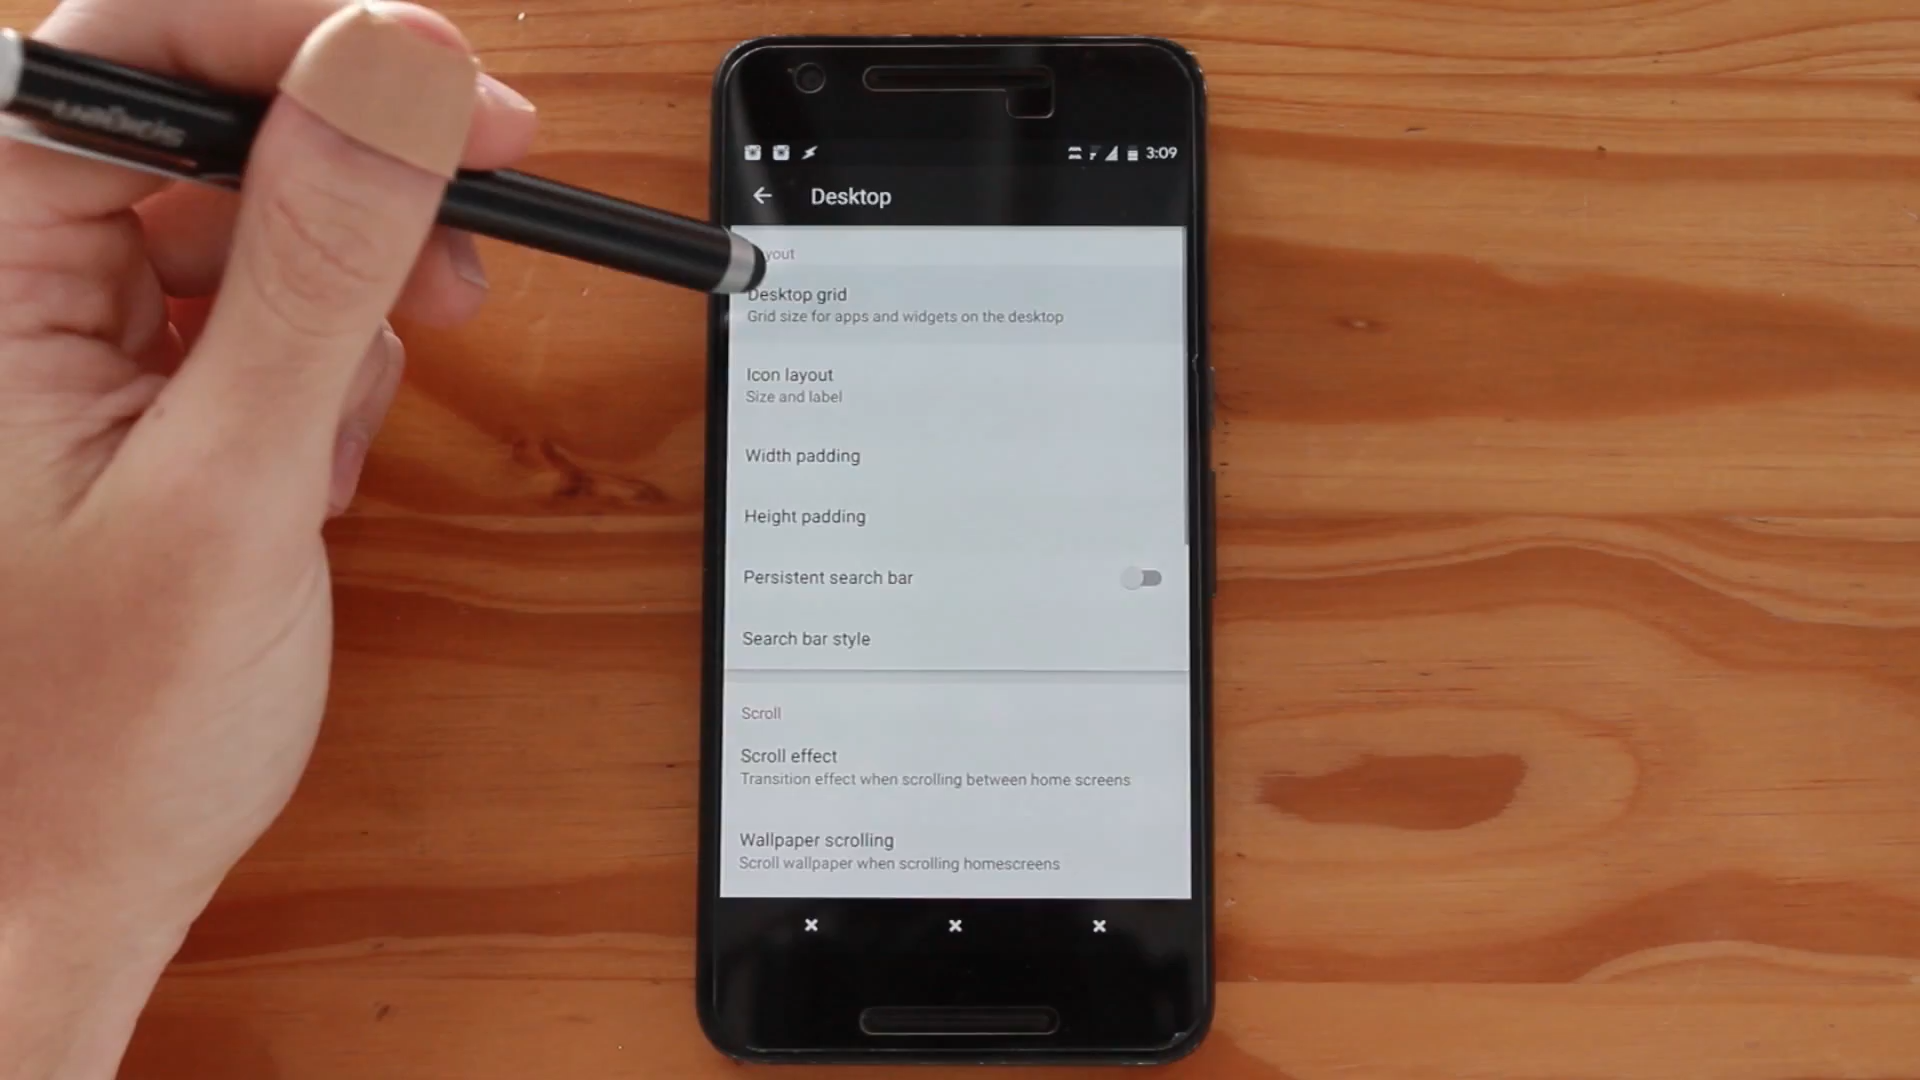 3:09
Desktop
yout
Desktop grid
Grid size for apps and widgets on the desktop
Icon layout
Size and label
Width padding
Height padding
Persistent search bar
Search bar style
Scroll
Scroll effect
Transition effect when scrolling between home screens
Wallpaper scrolling
Scroll wallpaper when scrolling homescreens